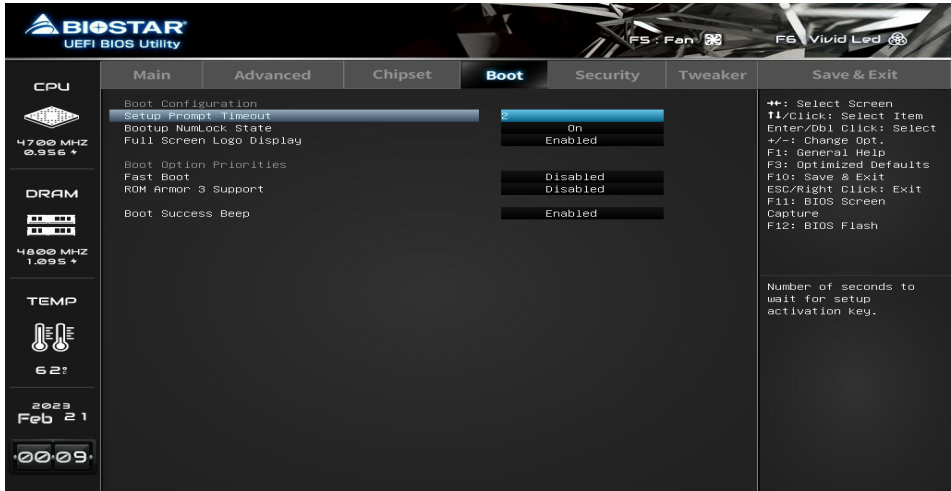 BIOSTAR®
UEFI BIOS Utility
F5 : Fan
F6 Vivid Led
CPU
4700 MHZ
0.956
DRAM
4800 MHZ
1.095
TEMP
62°
2023
Feb 21
00:09
Main Advanced Chipset Boot Security Tweaker Save & Exit
Boot Configuration
Setup Prompt Timeout 2
Bootup NumLock State On
Full Screen Logo Display Enabled
Boot Option Priorities
Fast Boot Disabled
ROM Armor 3 Support Disabled
Boot Success Beep Enabled
→←: Select Screen
↑↓/Click: Select Item
Enter/Dbl Click: Select
+/-: Change Opt.
F1: General Help
F3: Optimized Defaults
F10: Save & Exit
ESC/Right Click: Exit
F11: BIOS Screen
Capture
F12: BIOS Flash
Number of seconds to
wait for setup
activation key.